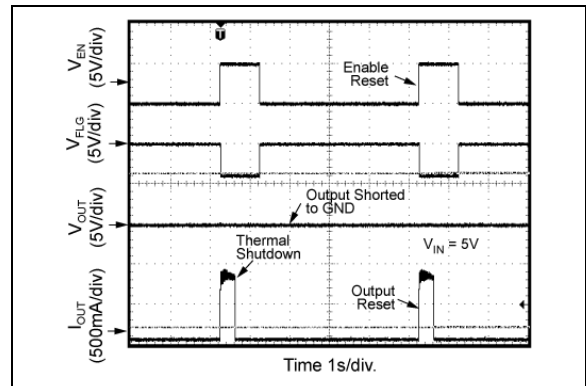 T
V_EN
(5V/div)
Enable
Reset
V_FLG
(5V/div)
V_OUT
(5V/div)
Output Shorted
to GND
Thermal
Shutdown
V_IN = 5V
I_OUT
(500mA/div)
Output
Reset
Time 1s/div.